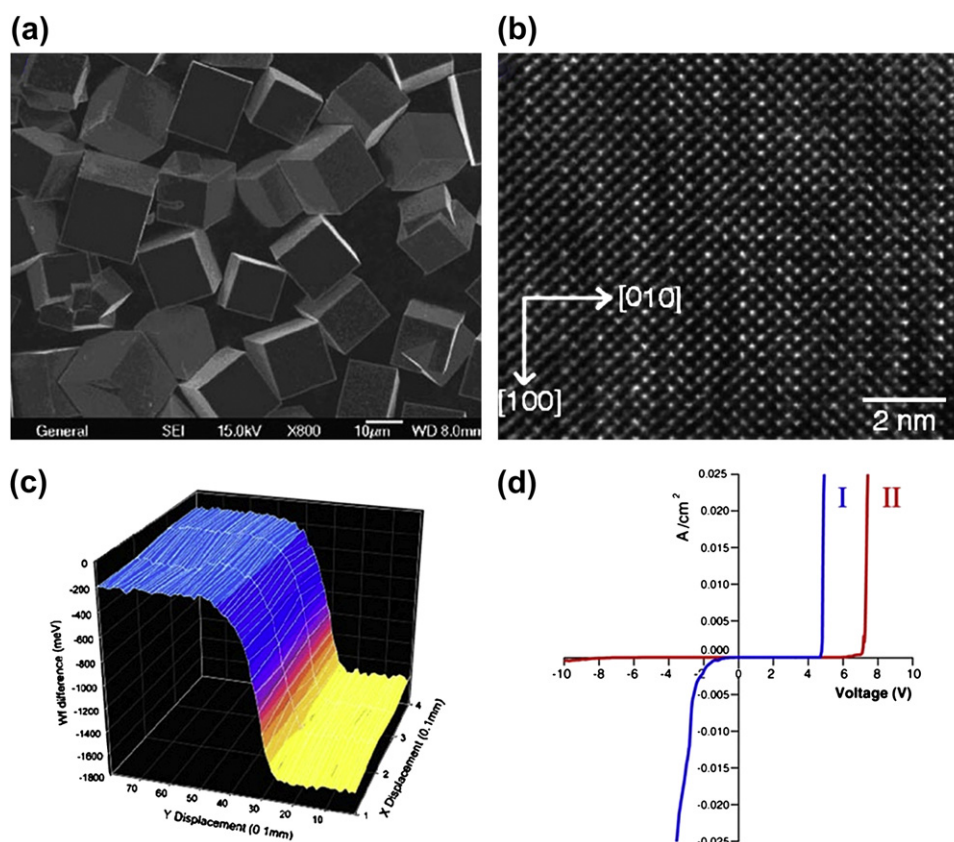 (a)
(b)
General SEI 15.0kV X800 10μm WD 8.0mm
[010]
[100]
2 nm
(c)
(d)
0
-200
-400
-600
-800
-1000
-1200
-1400
-1600
-1800
Wf difference (meV)
70 60 50 40 30 20 10
Y Displacement (0.1mm)
1 2 3 4
X Displacement (0.1mm)
A /cm²
0.025
0.020
0.015
0.010
0.005
0.000
-0.005
-0.010
-0.015
-0.020
-0.025
I II
-10 -8 -6 -4 -2 0 2 4 6 8 10
Voltage (V)